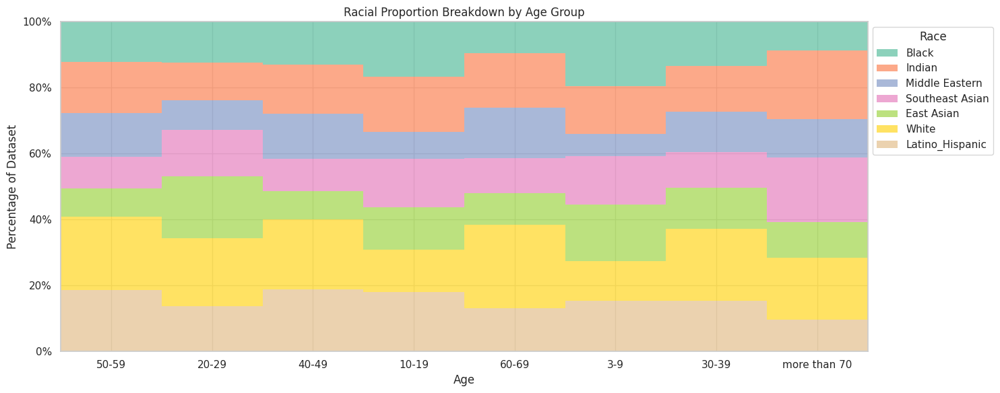 Racial Proportion Breakdown by Age Group
100%
80%
60%
40%
20%
0%
Percentage of Dataset
50-59
20-29
40-49
10-19
60-69
3-9
30-39
more than 70
Age
Race
Black
Indian
Middle Eastern
Southeast Asian
East Asian
White
Latino_Hispanic